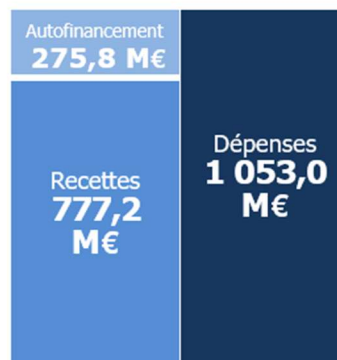 Autofinancement
275,8 M€
Recettes
777,2
M€
Dépenses
1 053,0
M€